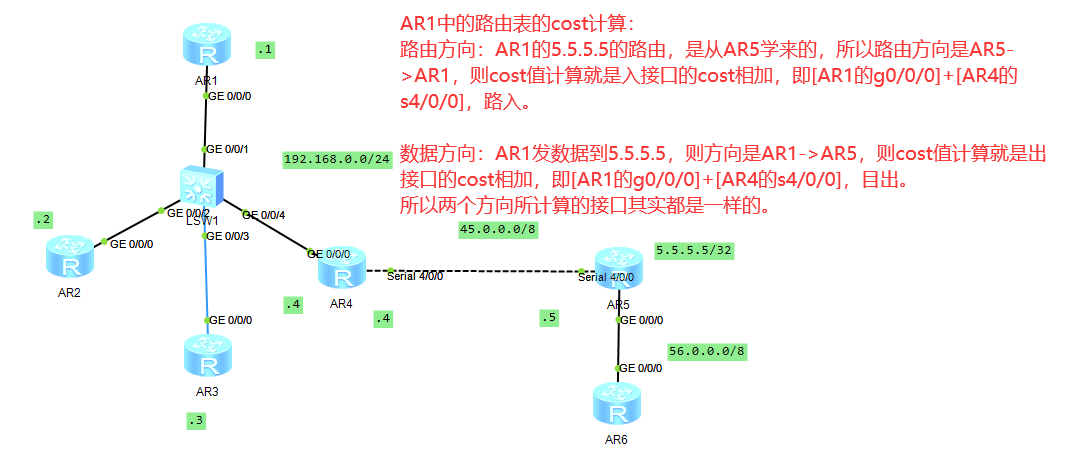 AR1中的路由表的cost计算：
路由方向：AR1的5.5.5.5的路由，是从AR5学来的，所以路由方向是AR5-
>AR1，则cost值计算就是入接口的cost相加，即[AR1的g0/0/0]+[AR4的
s4/0/0]，路入。
数据方向：AR1发数据到5.5.5.5，则方向是AR1->AR5，则cost值计算就是出
接口的cost相加，即[AR1的g0/0/0]+[AR4的s4/0/0]，目出。
所以两个方向所计算的接口其实都是一样的。
R
.1
AR1
GE 0/0/0
GE 0/0/1
192.168.0.0/24
LSW1
GE 0/0/2
GE 0/0/4
GE 0/0/3
.2
GE 0/0/0
R
AR2
GE 0/0/0
R
AR4
.4
Serial 4/0/0
.4
45.0.0.0/8
5.5.5.5/32
Serial 4/0/0
R
AR5
.5
GE 0/0/0
56.0.0.0/8
GE 0/0/0
R
AR6
GE 0/0/0
R
AR3
.3